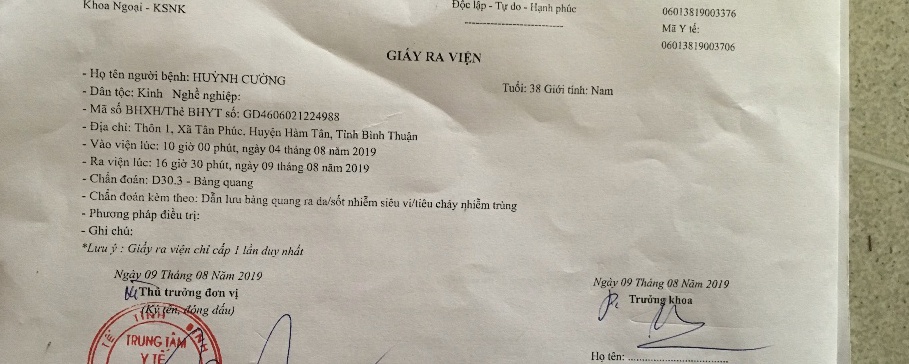 Khoa Ngoại - KSNK
Độc lập - Tự do - Hạnh phúc
06013819003376
Mã Y tế:
06013819003706
GIẤY RA VIỆN
- Họ tên người bệnh: HUỲNH CƯỜNG
Tuổi: 38 Giới tính: Nam
- Dân tộc: Kinh Nghề nghiệp:
- Mã số BHXH/Thẻ BHYT số: GD4606021224988
- Địa chỉ: Thôn 1, Xã Tân Phúc, Huyện Hàm Tân, Tỉnh Bình Thuận
- Vào viện lúc: 10 giờ 00 phút, ngày 04 tháng 08 năm 2019
- Ra viện lúc: 16 giờ 30 phút, ngày 09 tháng 08 năm 2019
- Chẩn đoán: D30.3 - Bàng quang
- Chẩn đoán kèm theo: Dẫn lưu bàng quang ra da/sốt nhiễm siêu vi/tiêu chảy nhiễm trùng
- Phương pháp điều trị:
- Ghi chú:
*Lưu ý : Giấy ra viện chỉ cấp 1 lần duy nhất
Ngày 09 Tháng 08 Năm 2019
Thủ trưởng đơn vị
(Ký tên, đóng dấu)
Ngày 09 Tháng 08 Năm 2019
Trưởng khoa
Họ tên: ........................
TẾ TỈNH BÌNH
TRUNG TÂM
Y TẾ